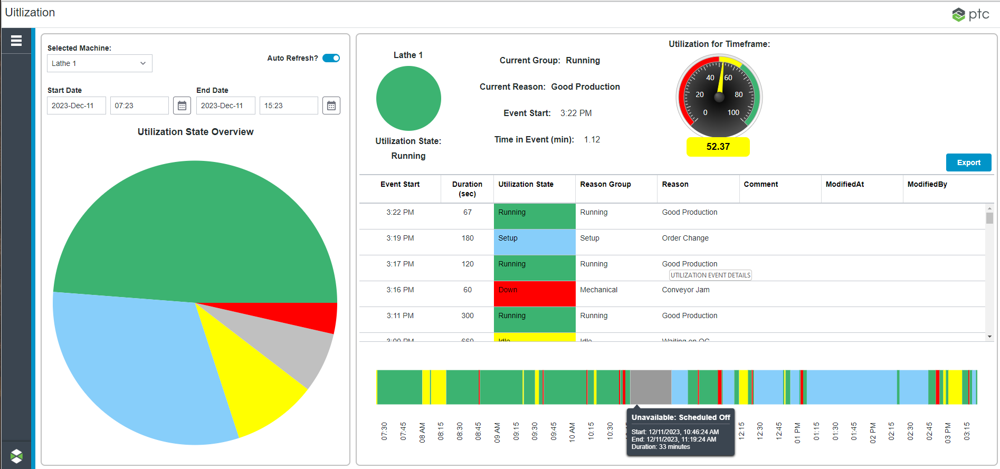 Uitlization
ptc
Selected Machine:
Lathe 1
Auto Refresh?
Start Date
End Date
2023-Dec-11
07:23
2023-Dec-11
15:23
Utilization State Overview
Lathe 1
Utilization State:
Running
Current Group: Running
Current Reason: Good Production
Event Start: 3:22 PM
Time in Event (min): 1.12
Utilization for Timeframe:
0
20
40
60
80
100
52.37
Export
Event Start
Duration
(sec)
Utilization State
Reason Group
Reason
Comment
ModifiedAt
ModifiedBy
3:22 PM 67 Running Running Good Production
3:19 PM 180 Setup Setup Order Change
3:17 PM 120 Running Running Good Production
UTILIZATION EVENT DETAILS
3:16 PM 60 Down Mechanical Conveyor Jam
3:11 PM 300 Running Running Good Production
3:00 PM 660 Idle Idle Waiting on QC
07:30
07:45
08 AM
08:15
08:30
08:45
09 AM
09:15
09:30
09:45
10 AM
10:15
10:30
12:15
12:30
12:45
01 PM
01:15
01:30
01:45
02 PM
02:15
02:30
02:45
03 PM
03:15
Unavailable: Scheduled Off
Start: 12/11/2023, 10:46:24 AM
End: 12/11/2023, 11:19:24 AM
Duration: 33 minutes